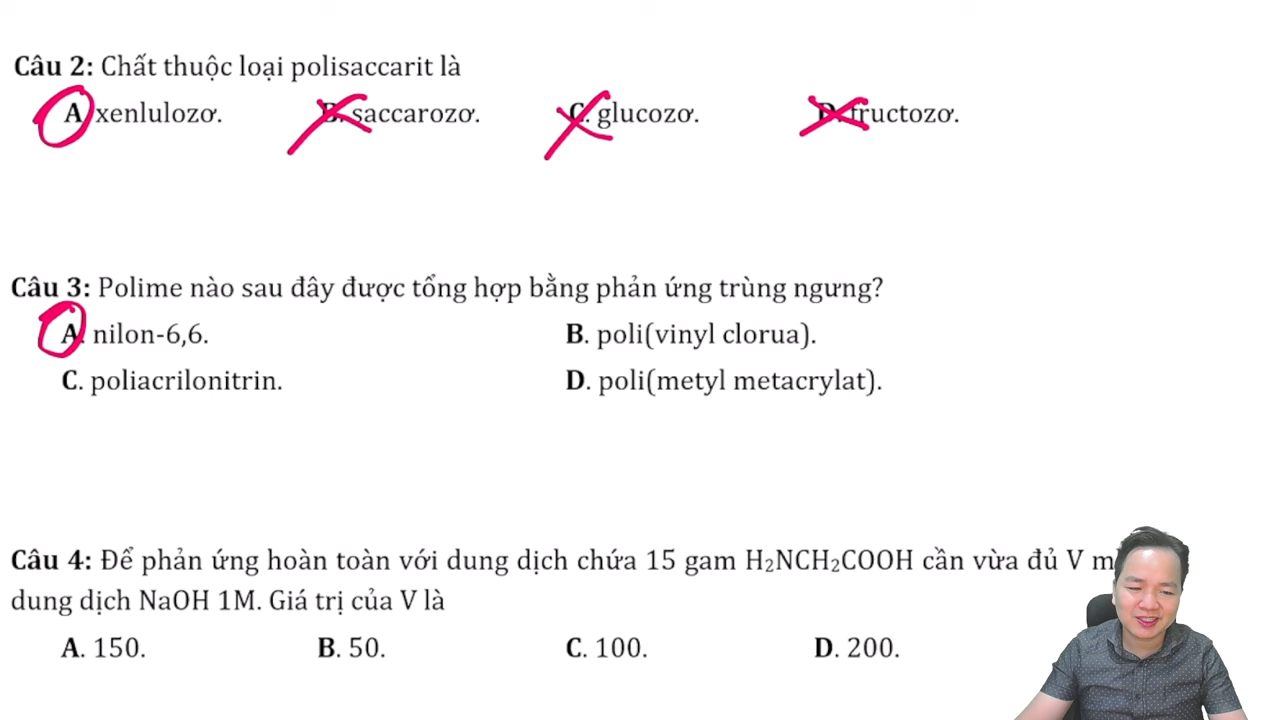 Câu 2: Chất thuộc loại polisaccarit là
A xenlulozơ. B. saccarozơ. C. glucozơ. D. fructozơ.
Câu 3: Polime nào sau đây được tổng hợp bằng phản ứng trùng ngưng?
A. nilon-6,6. B. poli(vinyl clorua).
C. poliacrilonitrin. D. poli(metyl metacrylat).
Câu 4: Để phản ứng hoàn toàn với dung dịch chứa 15 gam H₂NCH₂COOH cần vừa đủ V m
dung dịch NaOH 1M. Giá trị của V là
A. 150. B. 50. C. 100. D. 200.